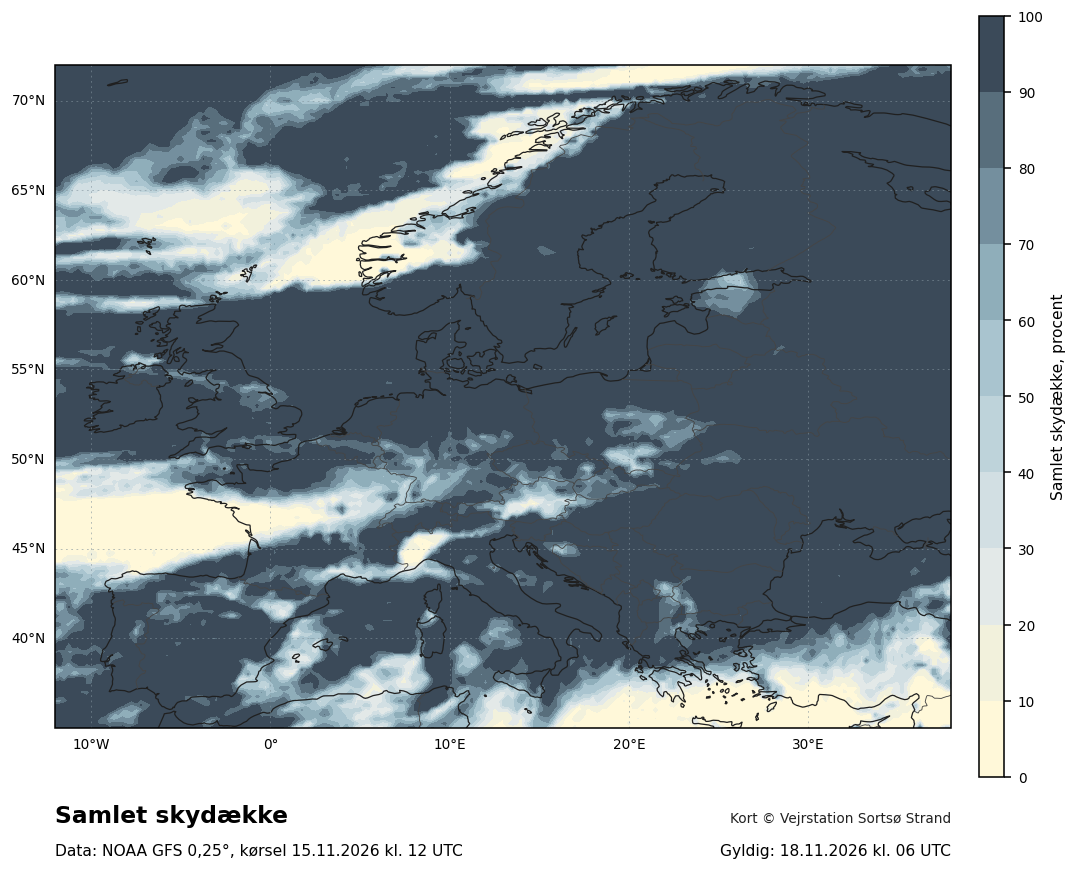 100
90
80
70
60
50
40
30
20
10
0
Samlet skydække, procent
70°N
65°N
60°N
55°N
50°N
45°N
40°N
10°W
0°
10°E
20°E
30°E
Samlet skydække
Kort © Vejrstation Sortsø Strand
Data: NOAA GFS 0,25°, kørsel 15.11.2026 kl. 12 UTC
Gyldig: 18.11.2026 kl. 06 UTC